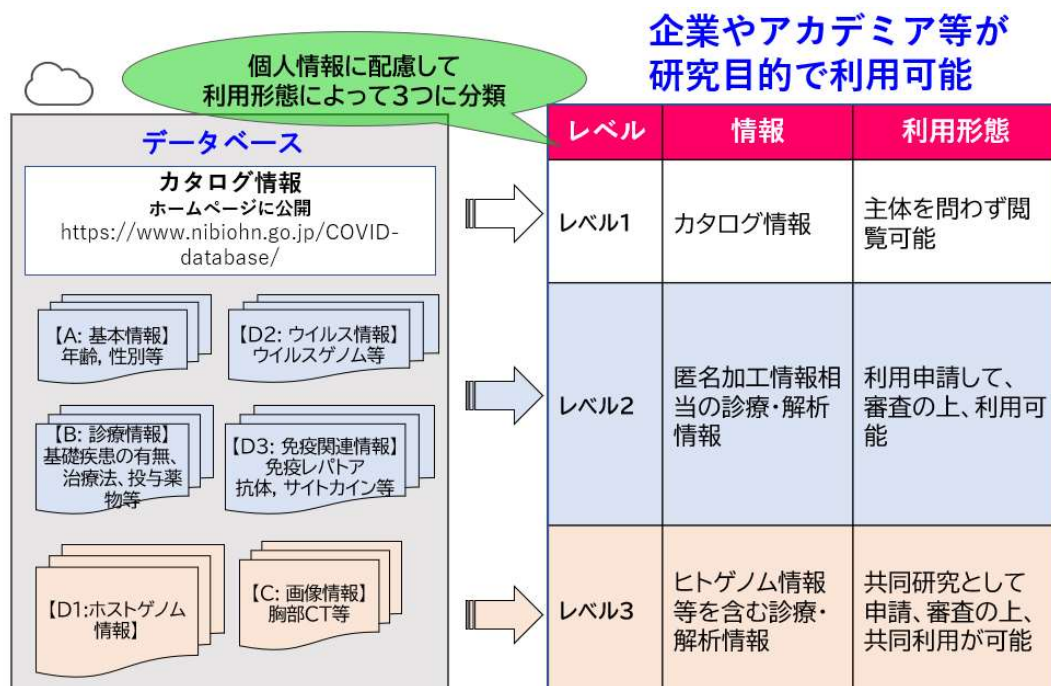 企業やアカデミア等が
研究目的で利用可能
個人情報に配慮して
利用形態によって3つに分類
データベース
カタログ情報
ホームページに公開
https://www.nibiohn.go.jp/COVID-
database/
【A: 基本情報】
年齢, 性別等
【D2: ウイルス情報】
ウイルスゲノム等
【B: 診療情報】
基礎疾患の有無、
治療法、投与薬
物等
【D3: 免疫関連情報】
免疫レパトア
抗体, サイトカイン等
【D1:ホストゲノム
情報】
【C: 画像情報】
胸部CT等
レベル 情報 利用形態
レベル1
カタログ情報
主体を問わず閲
覧可能
レベル2
匿名加工情報相
当の診療・解析
情報
利用申請して、
審査の上、利用可
能
レベル3
ヒトゲノム情報
等を含む診療・
解析情報
共同研究として
申請、審査の上、
共同利用が可能